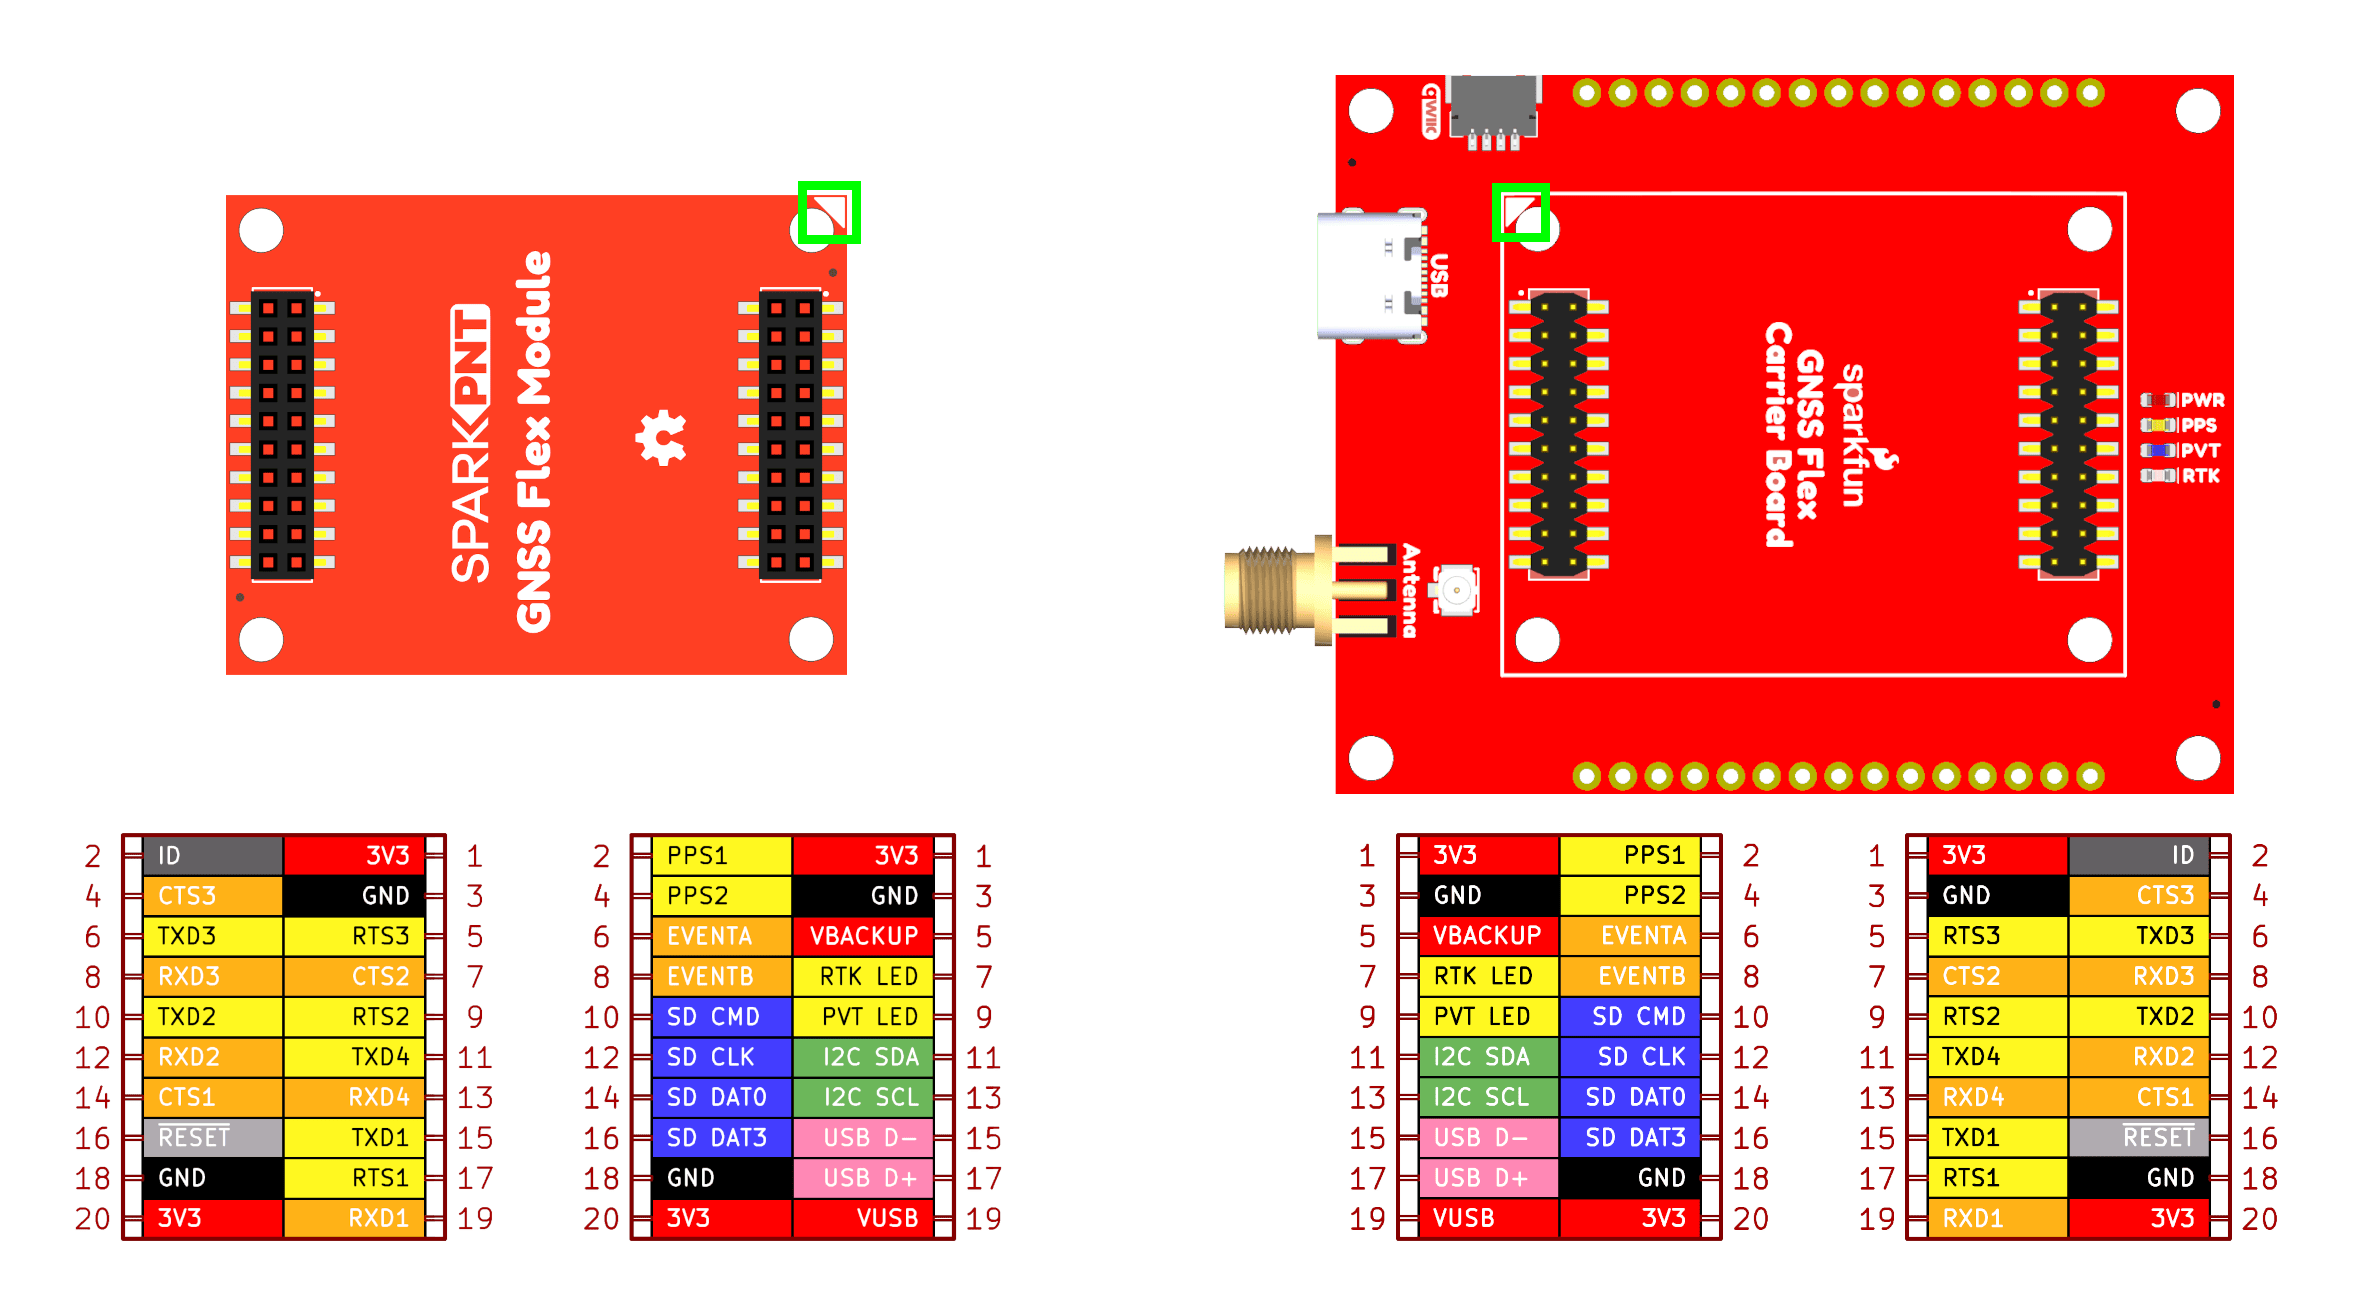 SPARKPNT
GNSS Flex Module
QWIIC
USB
Antenna
sparkfun
GNSS Flex
Carrier Board
PWR
PPS
PVT
RTK
2 ID 3V3 1
4 CTS3 GND 3
6 TXD3 RTS3 5
8 RXD3 CTS2 7
10 TXD2 RTS2 9
12 RXD2 TXD4 11
14 CTS1 RXD4 13
16 RESET TXD1 15
18 GND RTS1 17
20 3V3 RXD1 19
2 PPS1 3V3 1
4 PPS2 GND 3
6 EVENTA VBACKUP 5
8 EVENTB RTK LED 7
10 SD CMD PVT LED 9
12 SD CLK I2C SDA 11
14 SD DAT0 I2C SCL 13
16 SD DAT3 USB D- 15
18 GND USB D+ 17
20 3V3 VUSB 19
1 3V3 PPS1 2
3 GND PPS2 4
5 VBACKUP EVENTA 6
7 RTK LED EVENTB 8
9 PVT LED SD CMD 10
11 I2C SDA SD CLK 12
13 I2C SCL SD DAT0 14
15 USB D- SD DAT3 16
17 USB D+ GND 18
19 VUSB 3V3 20
1 3V3 ID 2
3 GND CTS3 4
5 RTS3 TXD3 6
7 CTS2 RXD3 8
9 RTS2 TXD2 10
11 TXD4 RXD2 12
13 RXD4 CTS1 14
15 TXD1 RESET 16
17 RTS1 GND 18
19 RXD1 3V3 20